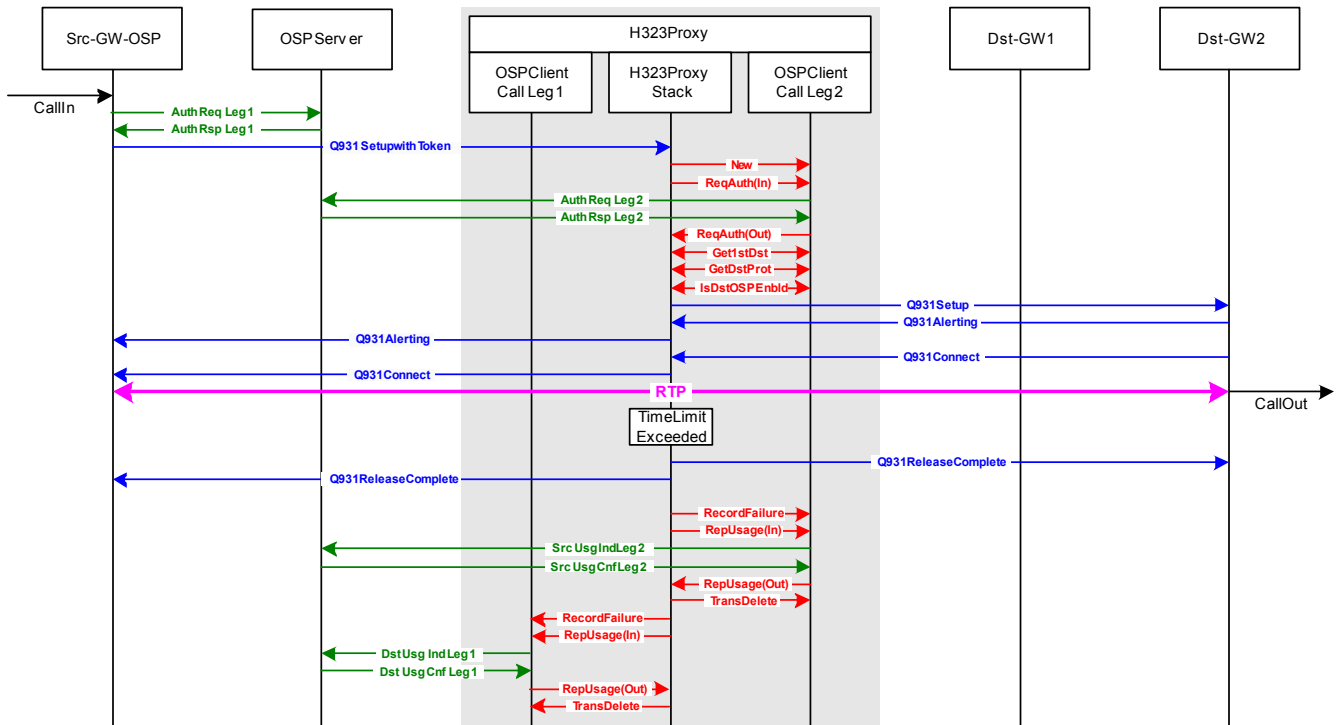 Src-GW-OSP
OSPServer
H323Proxy
Dst-GW1
Dst-GW2
OSPClient
Call Leg1
H323Proxy
Stack
OSPClient
Call Leg2
CallIn
AuthReq Leg1
AuthRsp Leg1
Q931SetupwithToken
New
ReqAuth(In)
AuthReq Leg2
AuthRsp Leg2
ReqAuth(Out)
Get1stDst
GetDstProt
IsDstOSPEnbld
Q931Setup
Q931Alerting
Q931Alerting
Q931Connect
Q931Connect
RTP
CallOut
TimeLimit
Exceeded
Q931ReleaseComplete
Q931ReleaseComplete
RecordFailure
RepUsage(In)
SrcUsgIndLeg2
SrcUsgCnfLeg2
RepUsage(Out)
TransDelete
RecordFailure
RepUsage(In)
DstUsgIndLeg1
DstUsgCnfLeg1
RepUsage(Out)
TransDelete